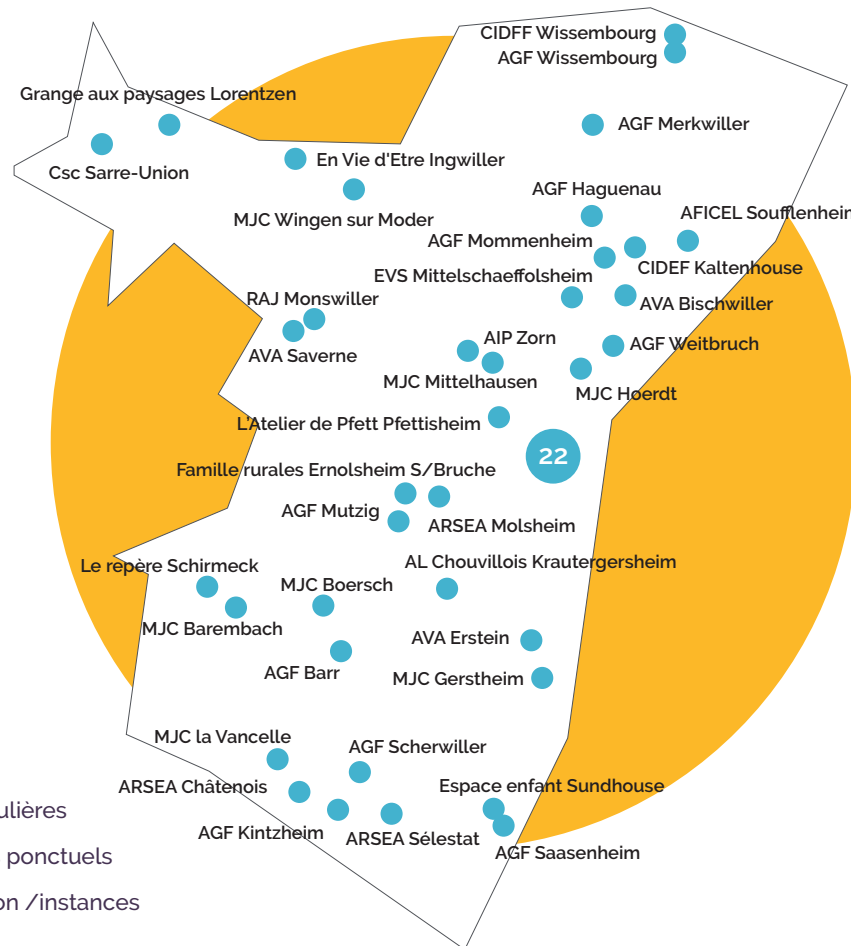 CIDFF Wissembourg
AGF Wissembourg
Grange aux paysages Lorentzen
AGF Merkwiller
En Vie d'Etre Ingwiller
Csc Sarre-Union
AGF Haguenau
MJC Wingen sur Moder
AFICEL Soufflenheim
AGF Mommenheim
CIDEF Kaltenhouse
EVS Mittelschaeffolsheim
RAJ Monswiller
AVA Bischwiller
AIP Zorn
AGF Weitbruch
AVA Saverne
MJC Mittelhausen
MJC Hoerdt
L'Atelier de Pfett Pfettisheim
22
Famille rurales Ernolsheim S/Bruche
AGF Mutzig
ARSEA Molsheim
AL Chouvillois Krautergersheim
Le repère Schirmeck
MJC Boersch
MJC Barembach
AVA Erstein
AGF Barr
MJC Gerstheim
MJC la Vancelle
AGF Scherwiller
ARSEA Châtenois
Espace enfant Sundhouse
ulières
AGF Kintzheim
ARSEA Sélestat
AGF Saasenheim
ponctuels
on /instances